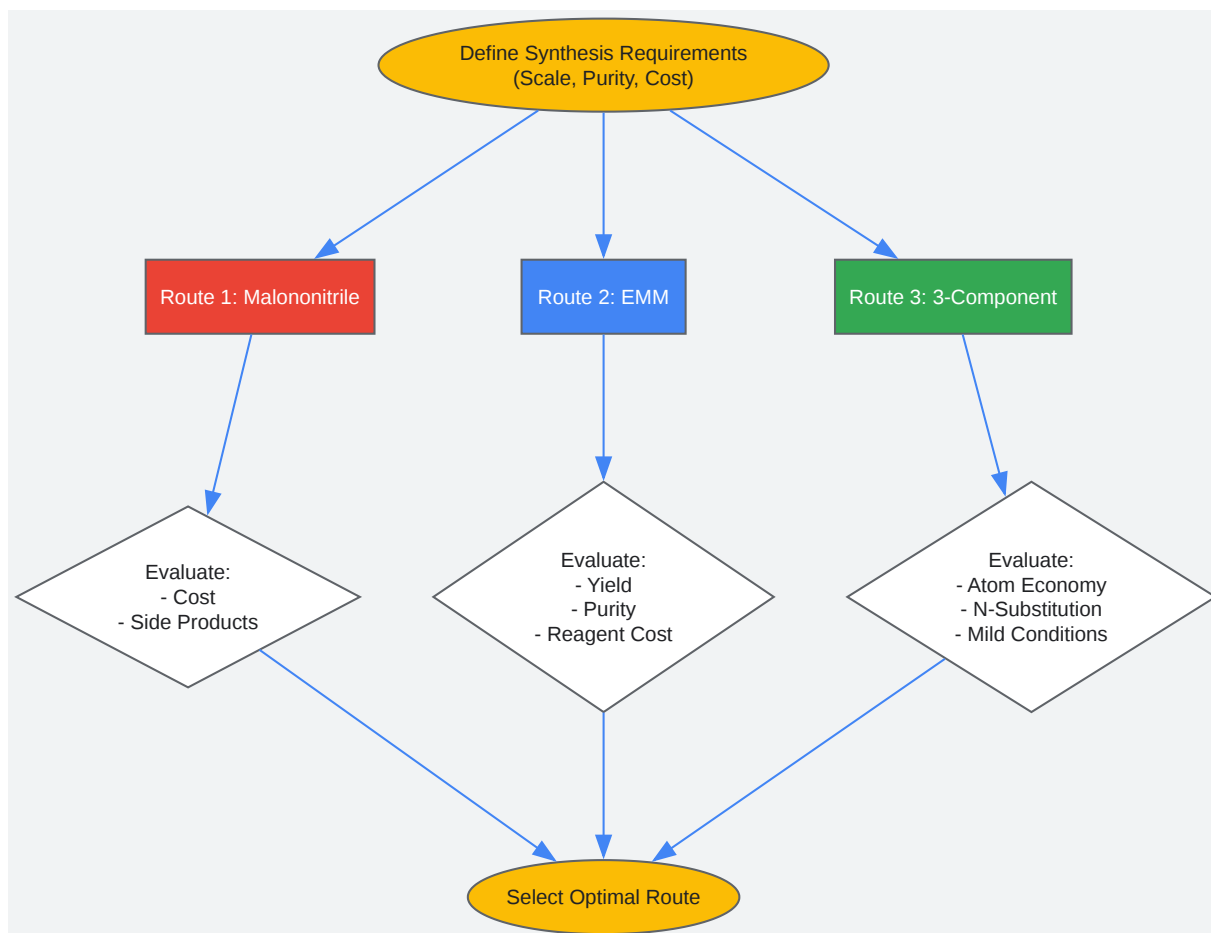 Define Synthesis Requirements
(Scale, Purity, Cost)
Route 1: Malononitrile
Route 2: EMM
Route 3: 3-Component
Evaluate:
- Cost
- Side Products
Evaluate:
- Yield
- Purity
- Reagent Cost
Evaluate:
- Atom Economy
- N-Substitution
- Mild Conditions
Select Optimal Route